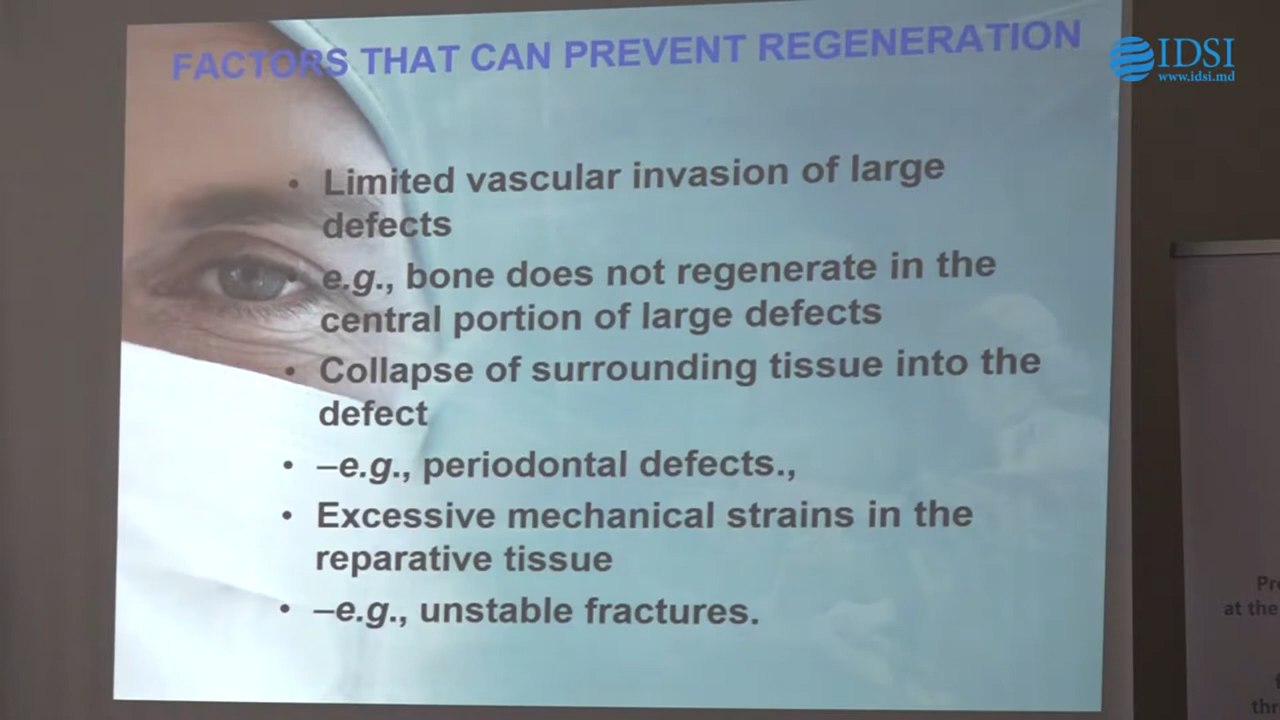 FACTORS THAT CAN PREVENT REGENERATION
IDSI
www.idsi.md
• Limited vascular invasion of large
defects
• e.g., bone does not regenerate in the
central portion of large defects
• Collapse of surrounding tissue into the
defect
• –e.g., periodontal defects.,
• Excessive mechanical strains in the
reparative tissue
• –e.g., unstable fractures.
at the